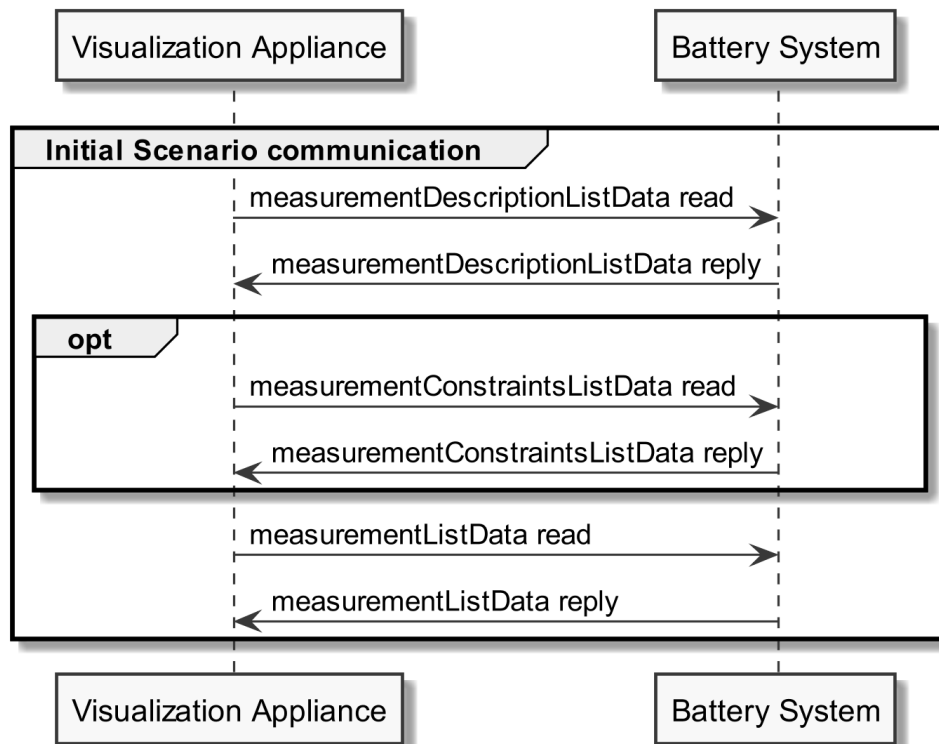 Visualization Appliance
Battery System
Initial Scenario communication
measurementDescriptionListData read
measurementDescriptionListData reply
opt
measurementConstraintsListData read
measurementConstraintsListData reply
measurementListData read
measurementListData reply
Visualization Appliance
Battery System